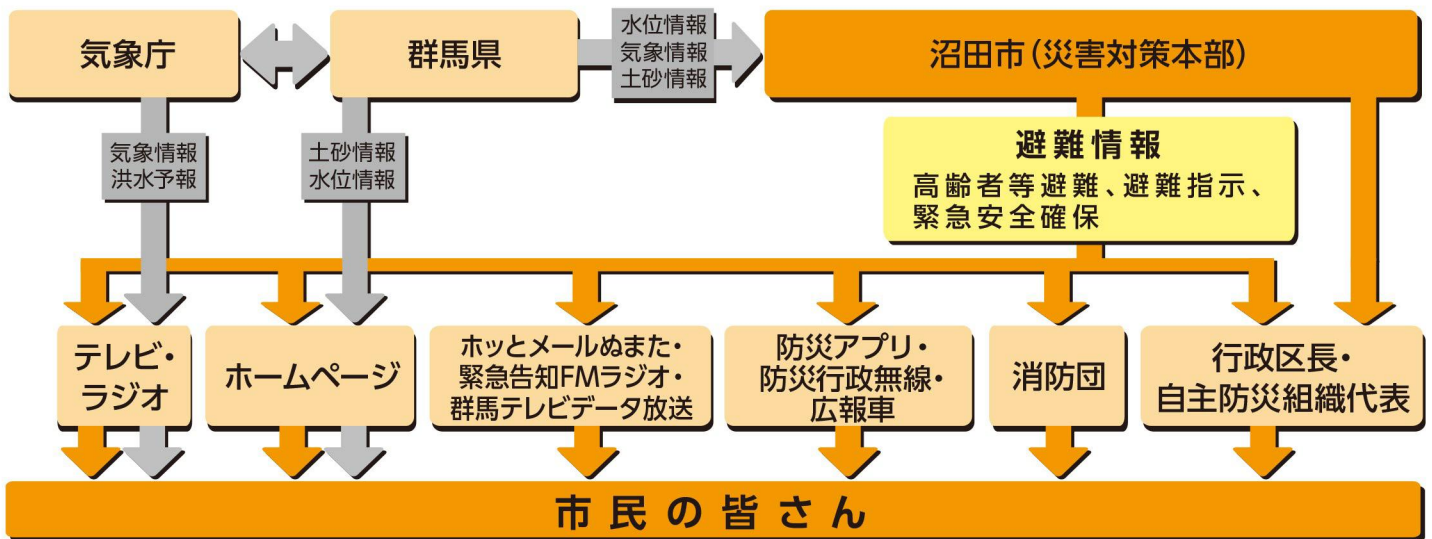 気象庁
群馬県
水位情報
気象情報
土砂情報
沼田市(災害対策本部)
気象情報
洪水予報
土砂情報
水位情報
避難情報
高齢者等避難、避難指示、
緊急安全確保
テレビ・
ラジオ
ホームページ
ホッとメールぬまた・
緊急告知FMラジオ・
群馬テレビデータ放送
防災アプリ・
防災行政無線・
広報車
消防団
行政区長・
自主防災組織代表
市民の皆さん